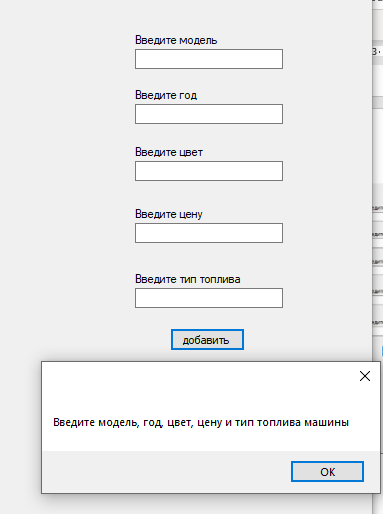 Введите модель
Введите год
Введите цвет
Введите цену
Введите тип топлива
добавить
Введите модель, год, цвет, цену и тип топлива машины
OK